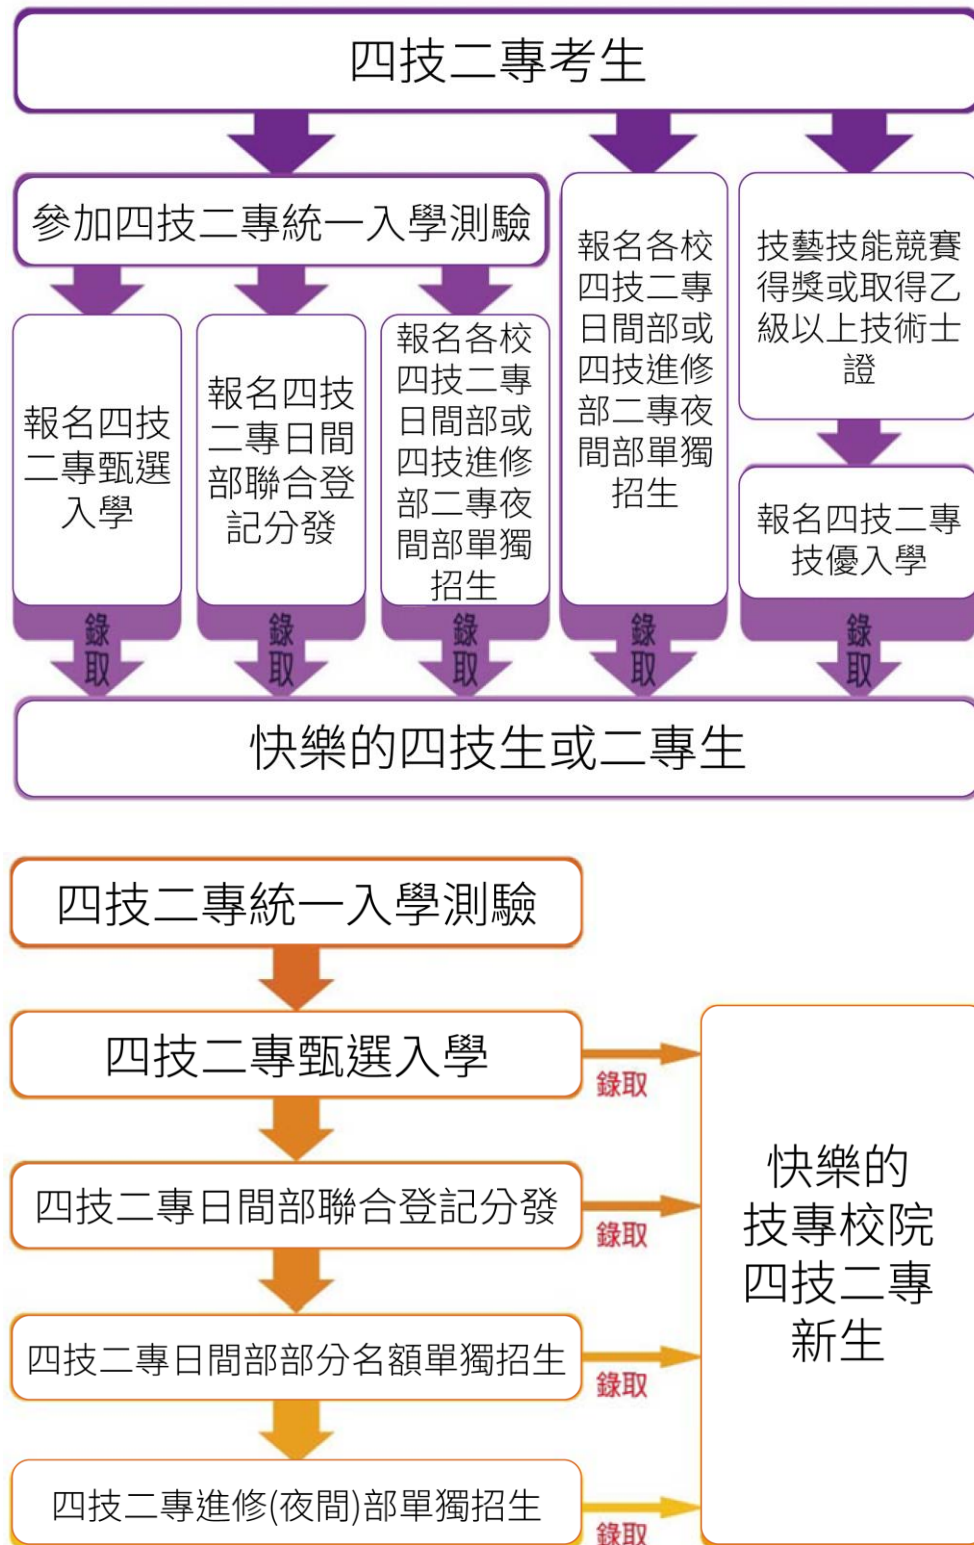 四技二專考生
參加四技二專統一入學測驗
報名四技
二專甄選
入學
報名四技
二專日間
部聯合登
記分發
報名各校
四技二專
日間部或
四技進修
部二專夜
間部單獨
招生
報名各校
四技二專
日間部或
四技進修
部二專夜
間部單獨
招生
技藝技能競賽
得獎或取得乙
級以上技術士
證
報名四技二專
技優入學
錄取
錄取
錄取
錄取
錄取
快樂的四技生或二專生
四技二專統一入學測驗
四技二專甄選入學
錄取
四技二專日間部聯合登記分發
錄取
四技二專日間部部分名額單獨招生
錄取
四技二專進修(夜間)部單獨招生
錄取
快樂的
技專校院
四技二專
新生